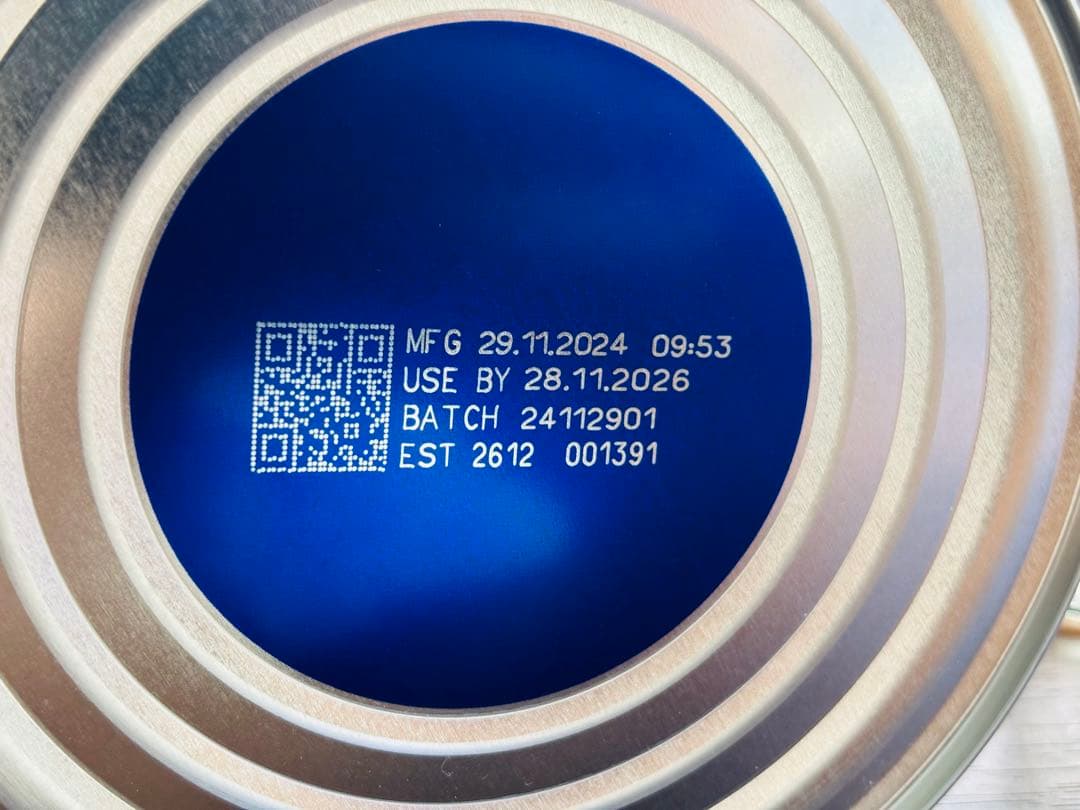 MFG 29.11.2024 09:53
USE BY 28.11.2026
BATCH 24112901
EST 2612 001391